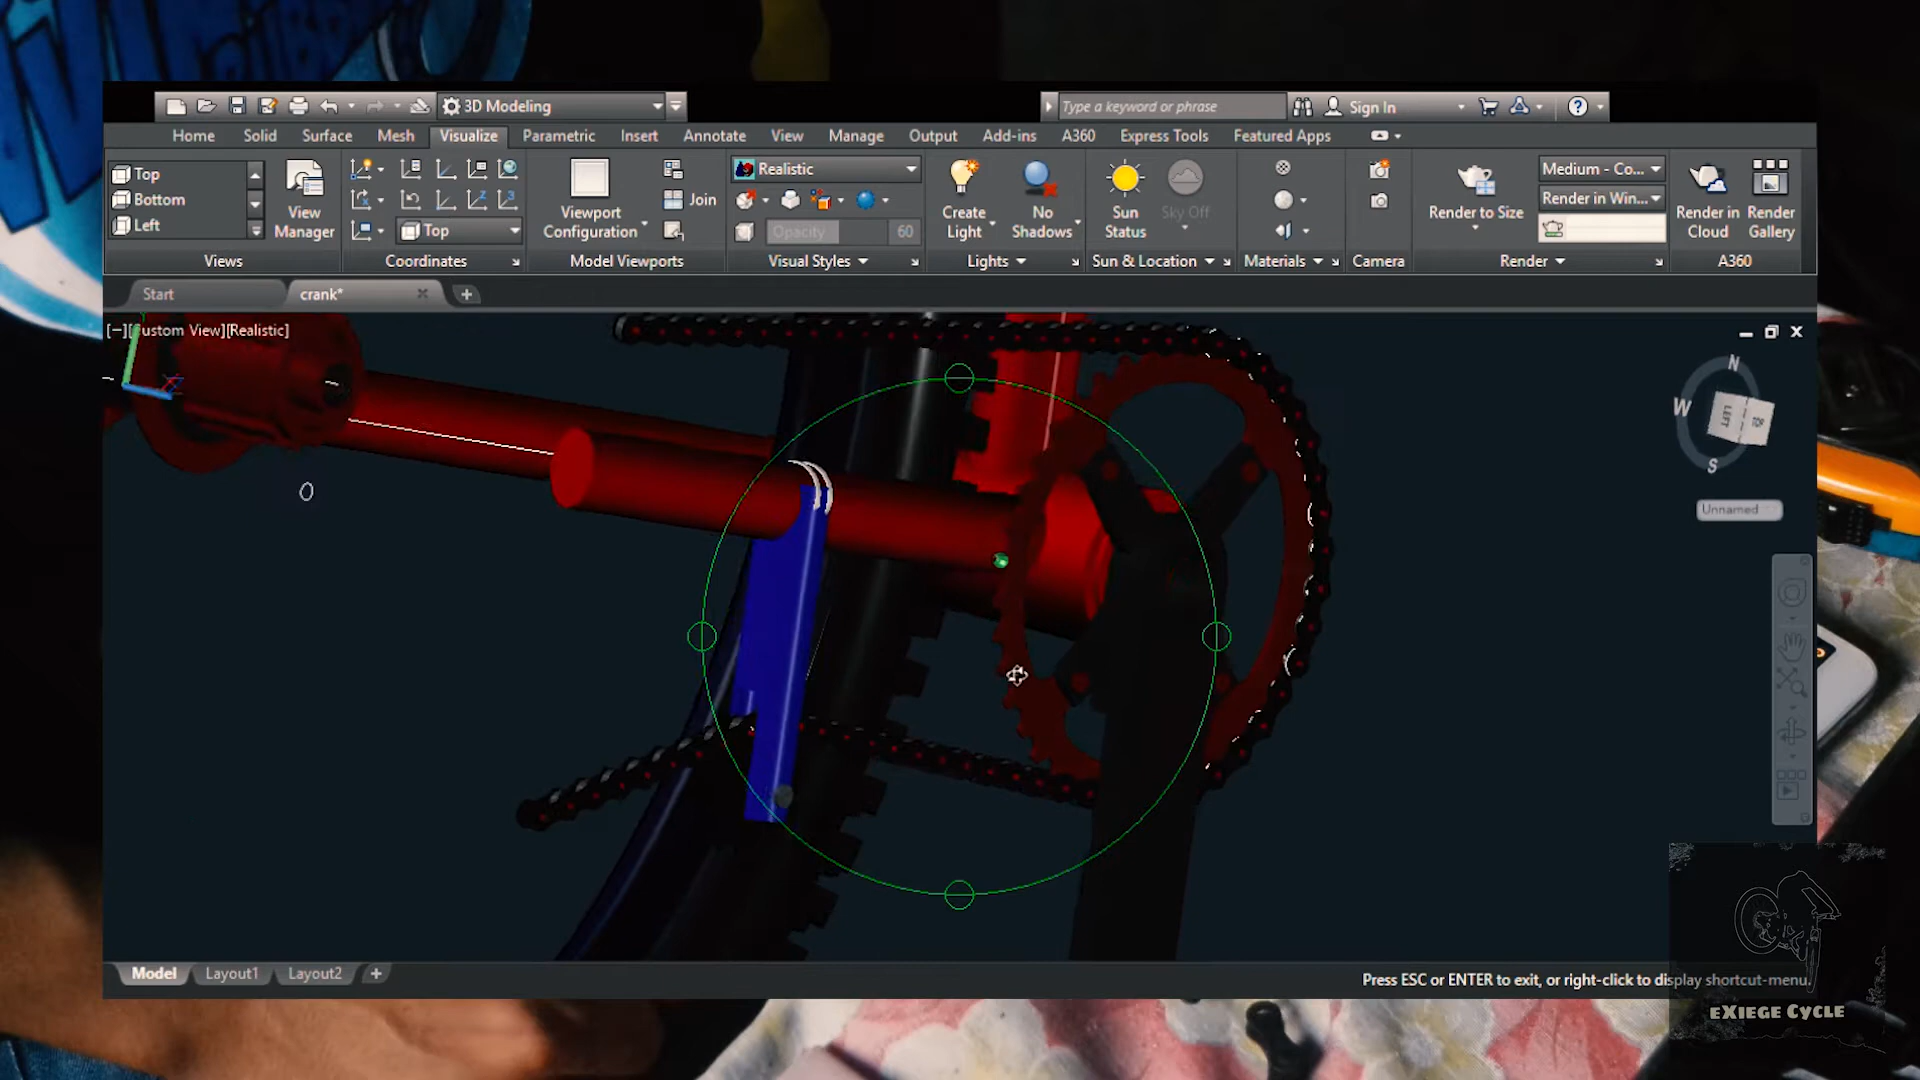 3D Modeling
Type a keyword or phrase
Sign In
Home Solid Surface Mesh Visualize Parametric Insert Annotate View Manage Output Add-ins A360 Express Tools Featured Apps
Top
Bottom
Left
View
Manager
Top
Viewport
Configuration
Join
Realistic
Opacity 60
Create
Light
No
Shadows
Sun
Status
Sky Off
Render to Size
Medium - Co...
Render in Win...
Render in
Cloud
Render
Gallery
Views Coordinates Model Viewports Visual Styles Lights Sun & Location Materials Camera Render A360
Start crank*
[−][Custom View][Realistic]
N
W
S
LEFT
Unnamed
Model Layout1 Layout2
Press ESC or ENTER to exit, or right-click to display shortcut-menu.
eXiege Cycle